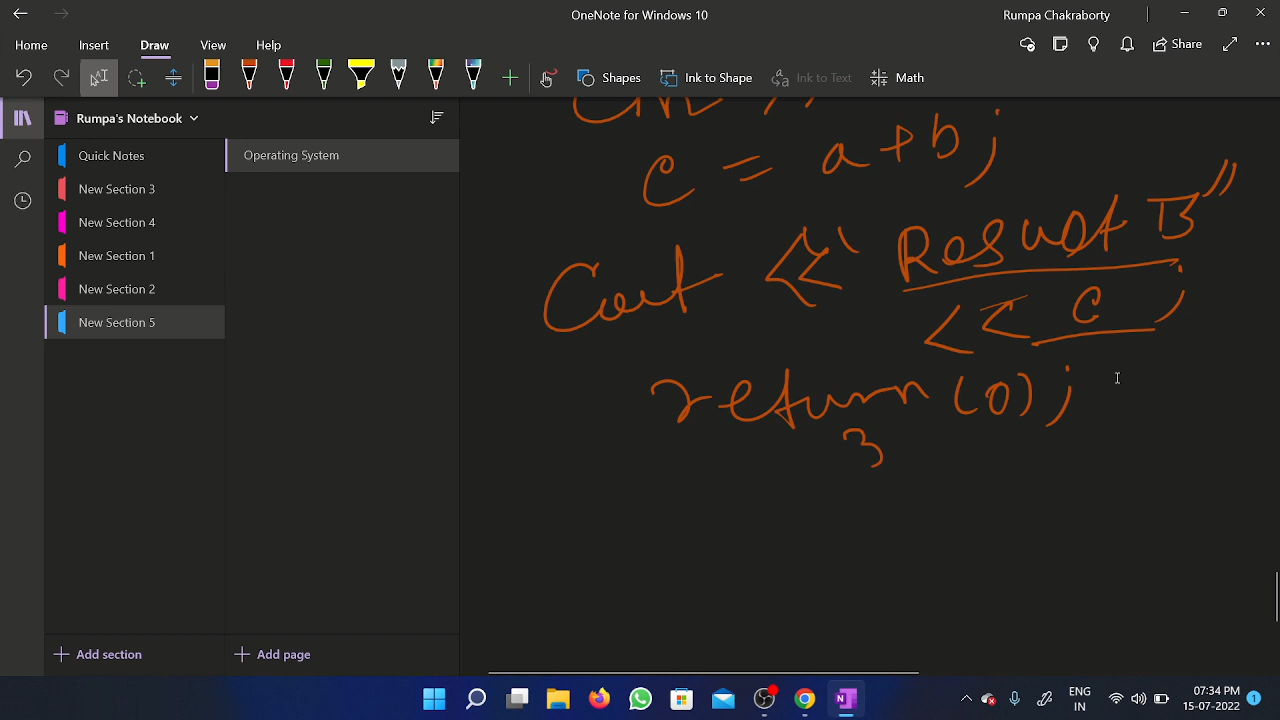 OneNote for Windows 10
Rumpa Chakraborty
Home Insert Draw View Help
Share
Shapes Ink to Shape Ink to Text Math
Rumpa's Notebook
Quick Notes
New Section 3
New Section 4
New Section 1
New Section 2
New Section 5
Add section
Operating System
Add page
c = a+b;
Cout << " Result is "
<< c ;
return (0) ;
}
ENG
IN
07:34 PM
15-07-2022
1